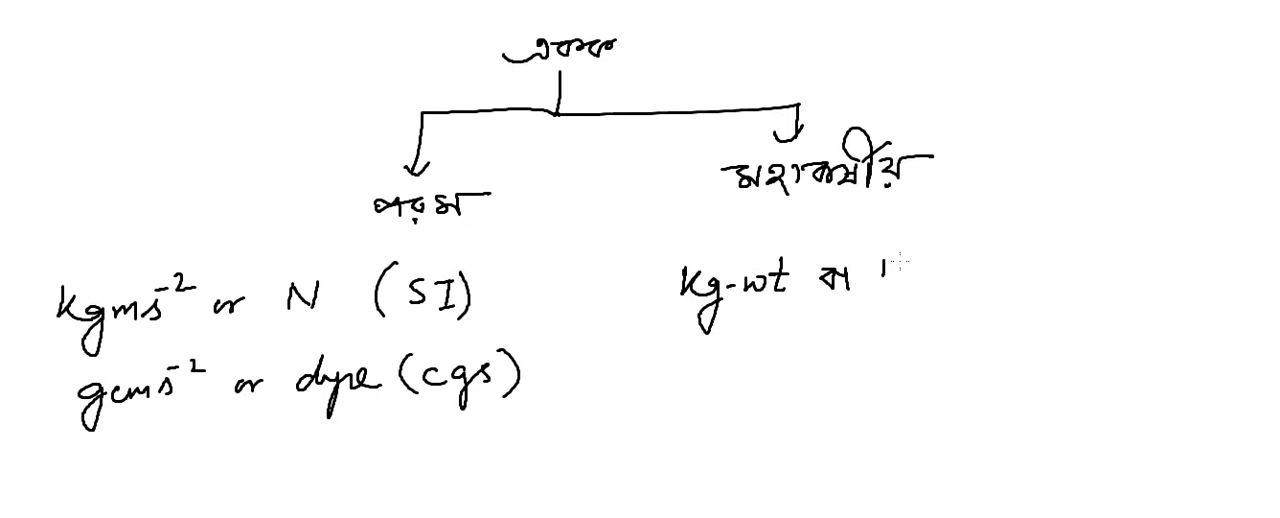 একক
পরম
মহাকর্ষীয়
kgms⁻² or N (SI)
gcms⁻² or dyne (cgs)
kg-wt বা